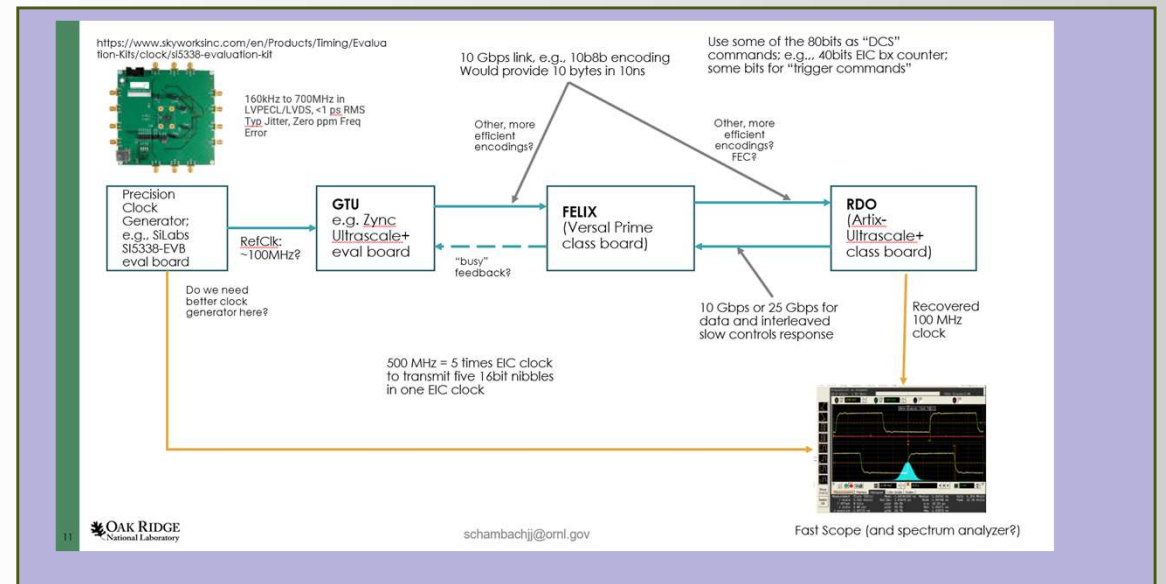 https://www.skyworksinc.com/en/Products/Timing/Evalua
tion-Kits/clock/si5338-evaluation-kit
160kHz to 700MHz in
LVPECL/LVDS, <1 ps RMS
Typ Jitter, Zero ppm Freq
Error
10 Gbps link, e.g., 10b8b encoding
Would provide 10 bytes in 10ns
Use some of the 80bits as “DCS”
commands; e.g.,, 40bits EIC bx counter;
some bits for “trigger commands”
Other, more
efficient
encodings?
Other, more
efficient
encodings?
FEC?
Precision
Clock
Generator;
e.g., SiLabs
SI5338-EVB
eval board
RefClk:
~100MHz?
GTU
e.g. Zync
Ultrascale+
eval board
“busy”
feedback?
FELIX
(Versal Prime
class board)
RDO
(Artix-
Ultrascale+
class board)
Do we need
better clock
generator here?
10 Gbps or 25 Gbps for
data and interleaved
slow controls response
Recovered
100 MHz
clock
500 MHz = 5 times EIC clock
to transmit five 16bit nibbles
in one EIC clock
Fast Scope (and spectrum analyzer?)
11
OAK RIDGE
National Laboratory
schambachjj@ornl.gov